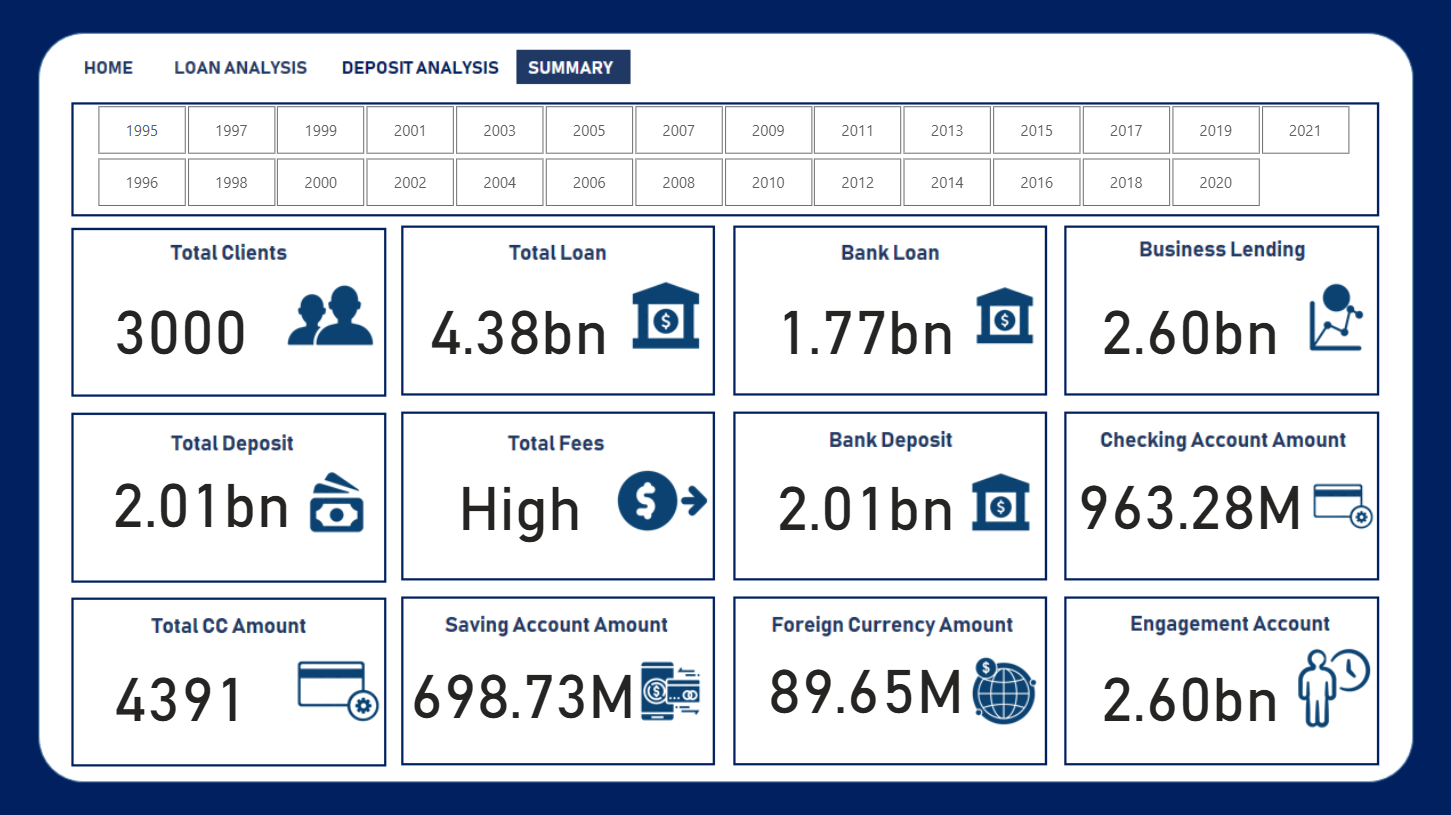 HOME LOAN ANALYSIS DEPOSIT ANALYSIS SUMMARY
1995 1997 1999 2001 2003 2005 2007 2009 2011 2013 2015 2017 2019 2021
1996 1998 2000 2002 2004 2006 2008 2010 2012 2014 2016 2018 2020
Total Clients
3000
Total Loan
4.38bn
$
Bank Loan
1.77bn
$
Business Lending
2.60bn
Total Deposit
2.01bn
Total Fees
High
$
Bank Deposit
2.01bn
$
Checking Account Amount
963.28M
Total CC Amount
4391
Saving Account Amount
698.73M
$
Foreign Currency Amount
89.65M
$
Engagement Account
2.60bn